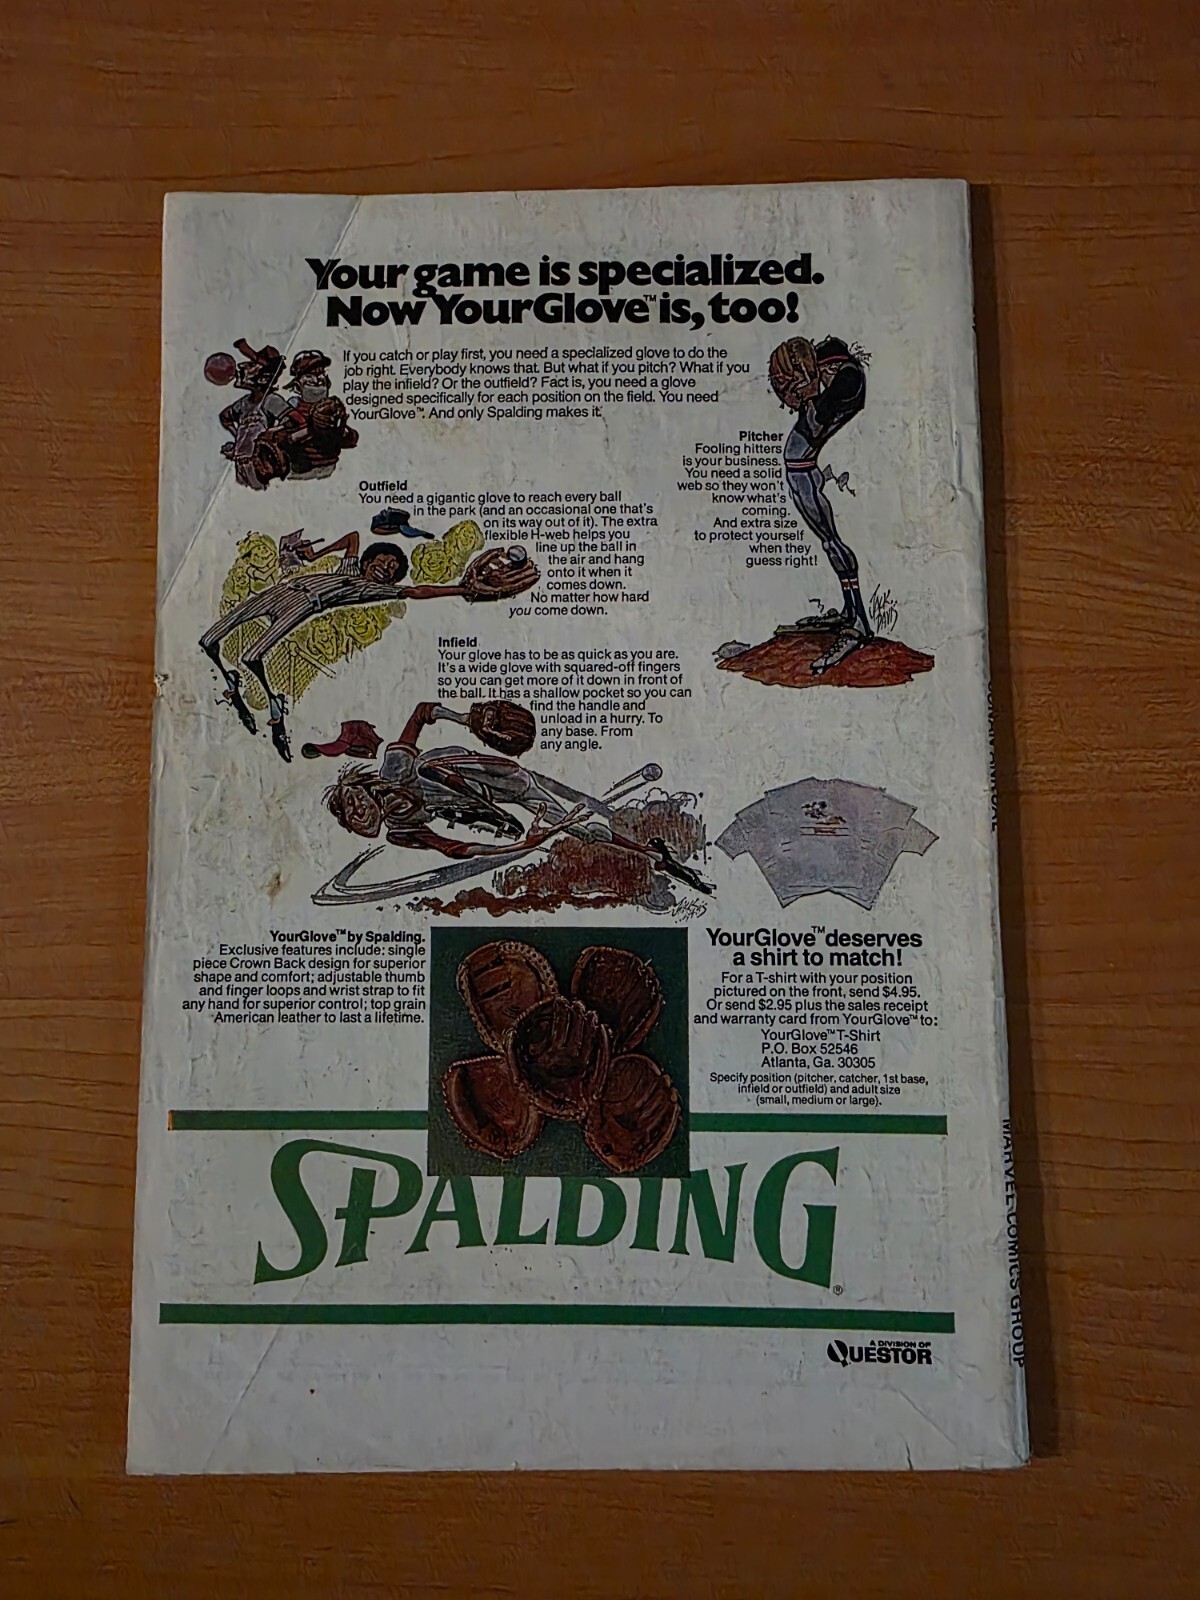 Your game is specialized.
Now YourGlove™ is, too!
If you catch or play first, you need a specialized glove to do the
job right. Everybody knows that. But what if you pitch? What if you
play the infield? Or the outfield? Fact is, you need a glove
designed specifically for each position on the field. You need
YourGlove™. And only Spalding makes it.
Pitcher
Fooling hitters
is your business.
You need a solid
web so they won't
know what's
coming.
And extra size
to protect yourself
when they
guess right!
JACK DAVIS
Outfield
You need a gigantic glove to reach every ball
in the park (and an occasional one that's
on its way out of it). The extra
flexible H-web helps you
line up the ball in
the air and hang
onto it when it
comes down.
No matter how hard
you come down.
Infield
Your glove has to be as quick as you are.
It's a wide glove with squared-off fingers
so you can get more of it down in front of
the ball. It has a shallow pocket so you can
find the handle and
unload in a hurry. To
any base. From
any angle.
JACK DAVIS
YourGlove™ by Spalding.
Exclusive features include: single
piece Crown Back design for superior
shape and comfort; adjustable thumb
and finger loops and wrist strap to fit
any hand for superior control; top grain
American leather to last a lifetime.
YourGlove™ deserves
a shirt to match!
For a T-shirt with your position
pictured on the front, send $4.95.
Or send $2.95 plus the sales receipt
and warranty card from YourGlove™ to:
YourGlove™ T-Shirt
P.O. Box 52546
Atlanta, Ga. 30305
Specify position (pitcher, catcher, 1st base,
infield or outfield) and adult size
(small, medium or large).
SPALDING®
A DIVISION OF
QUESTOR
ANNUAL
MARVEL COMICS GROUP